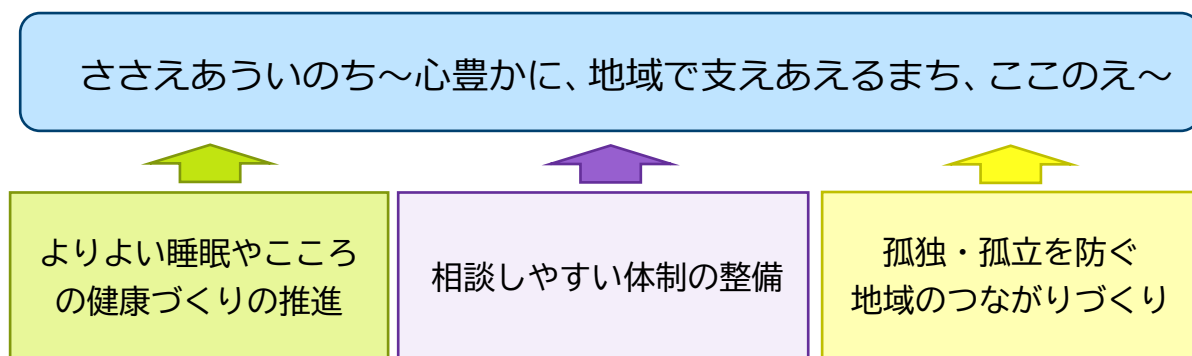 ささえあういのち～心豊かに、地域で支えあえるまち、ここのえ～
よりよい睡眠やこころ
の健康づくりの推進
相談しやすい体制の整備
孤独・孤立を防ぐ
地域のつながりづくり